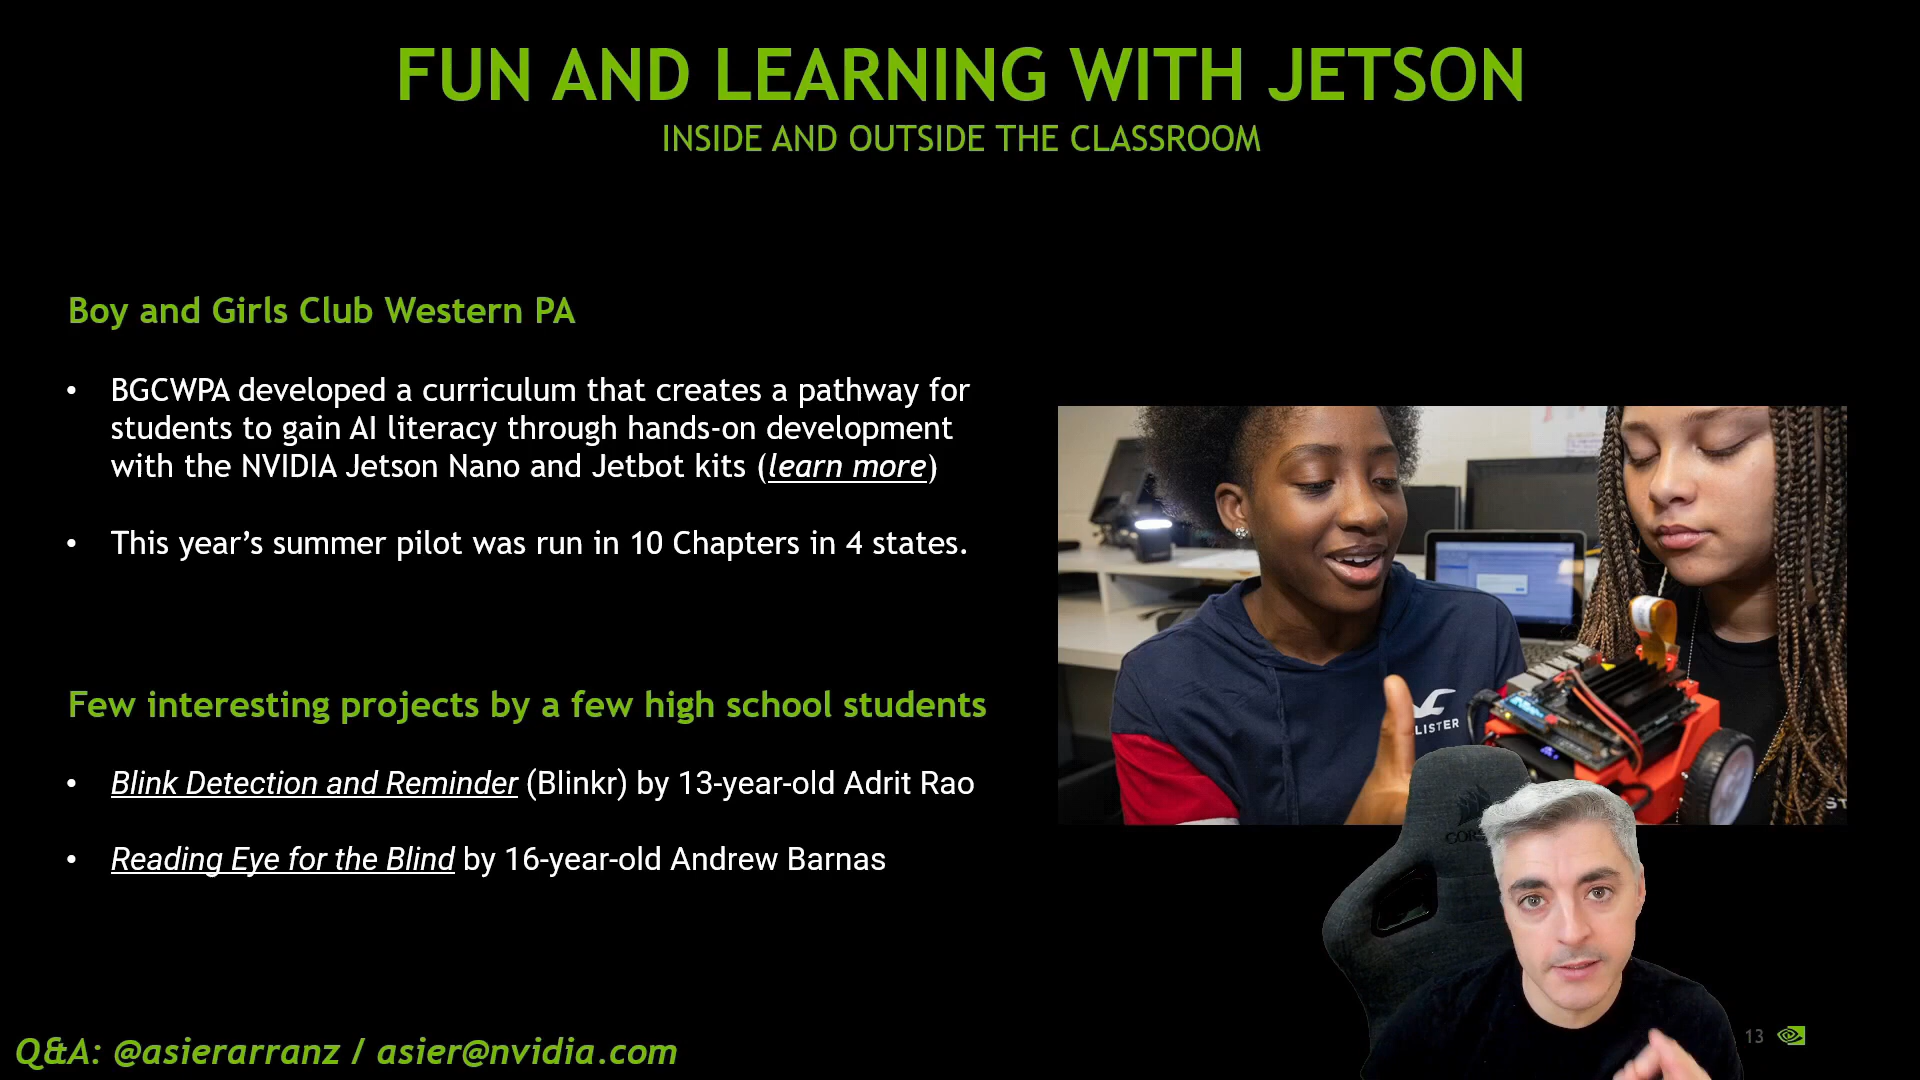 FUN AND LEARNING WITH JETSON
INSIDE AND OUTSIDE THE CLASSROOM
Boy and Girls Club Western PA
• BGCWPA developed a curriculum that creates a pathway for
students to gain AI literacy through hands-on development
with the NVIDIA Jetson Nano and Jetbot kits (learn more)
• This year’s summer pilot was run in 10 Chapters in 4 states.
Few interesting projects by a few high school students
• Blink Detection and Reminder (Blinkr) by 13-year-old Adrit Rao
• Reading Eye for the Blind by 16-year-old Andrew Barnas
LISTER
ST
COR
Q&A: @asierarranz / asier@nvidia.com
13